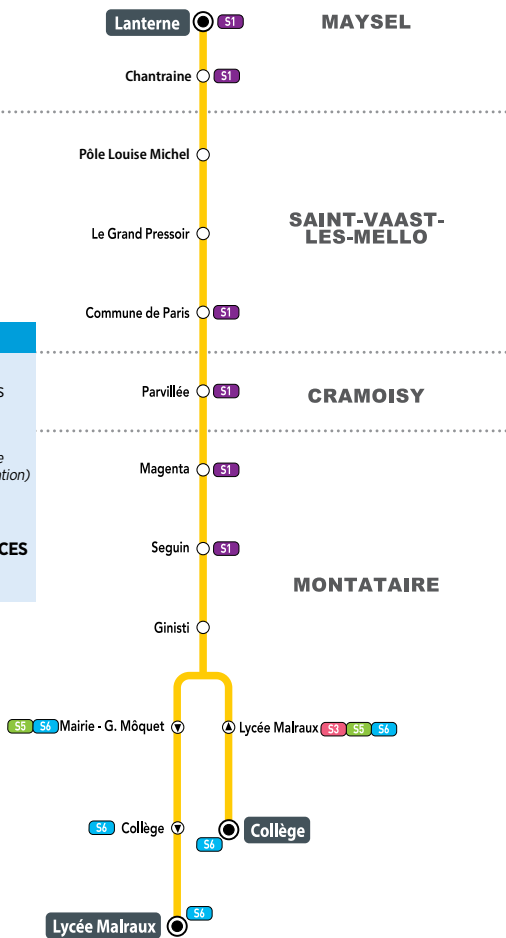 Lanterne S1 MAYSEL
Chantraine S1
Pôle Louise Michel
Le Grand Pressoir
SAINT-VAAST-
LES-MELLO
Commune de Paris S1
Parvillée S1 CRAMOISY
Magenta S1
Seguin S1
MONTATAIRE
Ginisti
S5 S6 Mairie - G. Môquet
Lycée Malraux S3 S5 S6
S6 Collège
Collège
S6
S6
Lycée Malraux